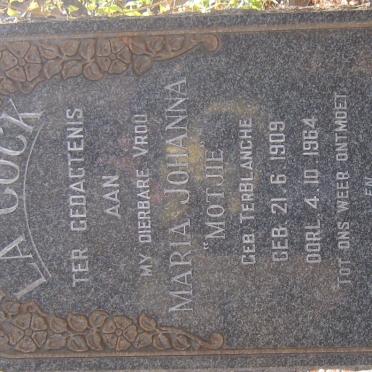 LA COCK
TER GEDAGTENIS
AAN
MY DIERBARE VROU
MARIA JOHANNA
"MOTJIE"
GEB TERBLANCHE
GEB. 21. 6. 1909
OORL. 4. 10. 1964
TOT ONS WEER ONTMOET
EN